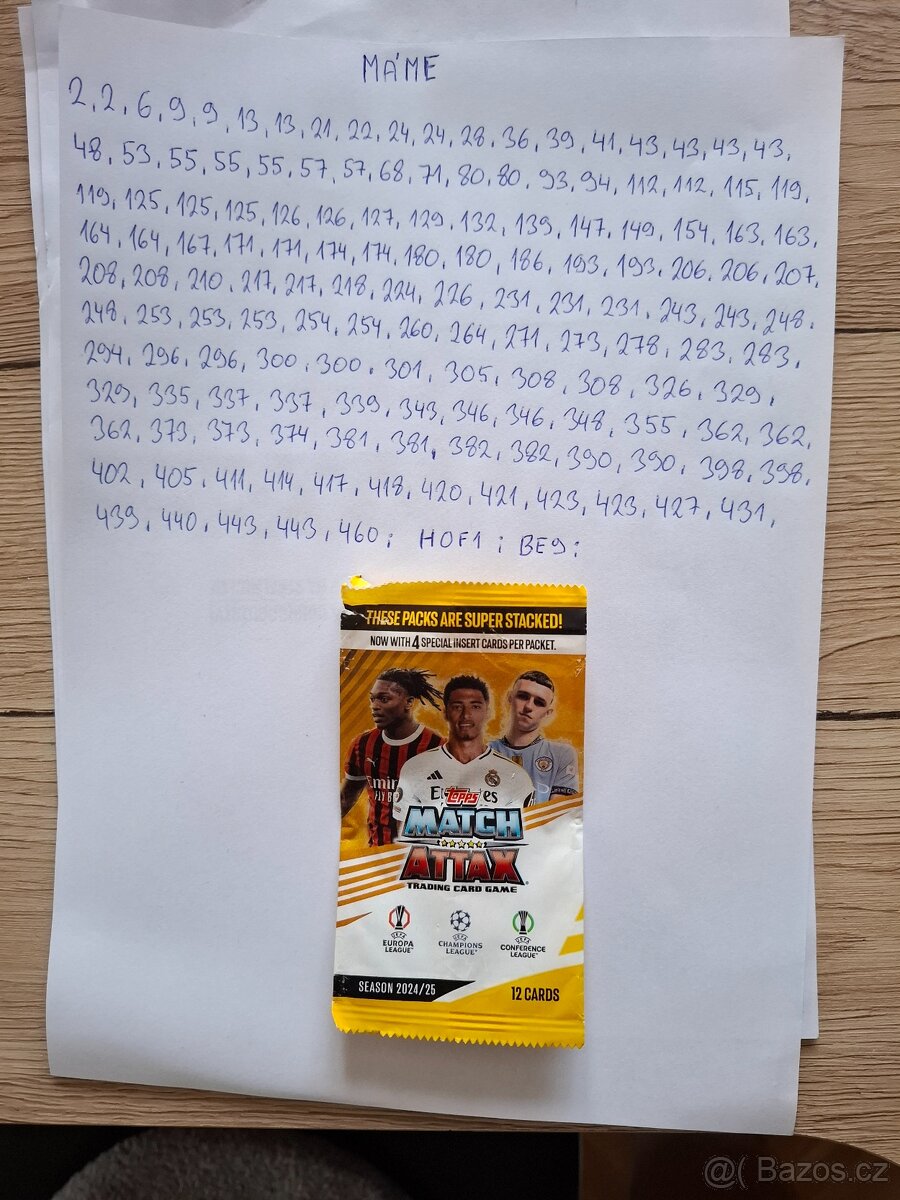 MÁME
2, 2, 6, 9, 9, 13, 13, 21, 22, 24, 24, 28, 36, 39, 41, 43, 43, 43, 43,
48, 53, 55, 55, 55, 57, 57, 68, 71, 80, 80, 93, 94, 112, 112, 115, 119,
119, 125, 125, 125, 126, 126, 127, 129, 132, 139, 147, 149, 154, 163, 163,
164, 164, 167, 171, 171, 174, 174, 180, 180, 186, 193, 193, 206, 206, 207,
208, 208, 210, 217, 217, 218, 224, 226, 231, 231, 231, 243, 243, 248,
248, 253, 253, 253, 254, 254, 260, 264, 271, 273, 278, 283, 283,
294, 296, 296, 300, 300, 301, 305, 308, 308, 326, 329,
329, 335, 337, 337, 339, 343, 346, 346, 348, 355, 362, 362,
362, 373, 373, 374, 381, 381, 382, 382, 390, 390, 398, 398,
402, 405, 411, 414, 417, 418, 420, 421, 423, 423, 427, 431,
439, 440, 443, 443, 460; HOF1; BE9;
THESE PACKS ARE SUPER STACKED!
NOW WITH 4 SPECIAL INSERT CARDS PER PACKET.
Topps
MATCH
ATTAX
TRADING CARD GAME
UEFA EUROPA LEAGUE
UEFA CHAMPIONS LEAGUE
UEFA CONFERENCE LEAGUE
SEASON 2024/25
12 CARDS
@( Bazos.cz